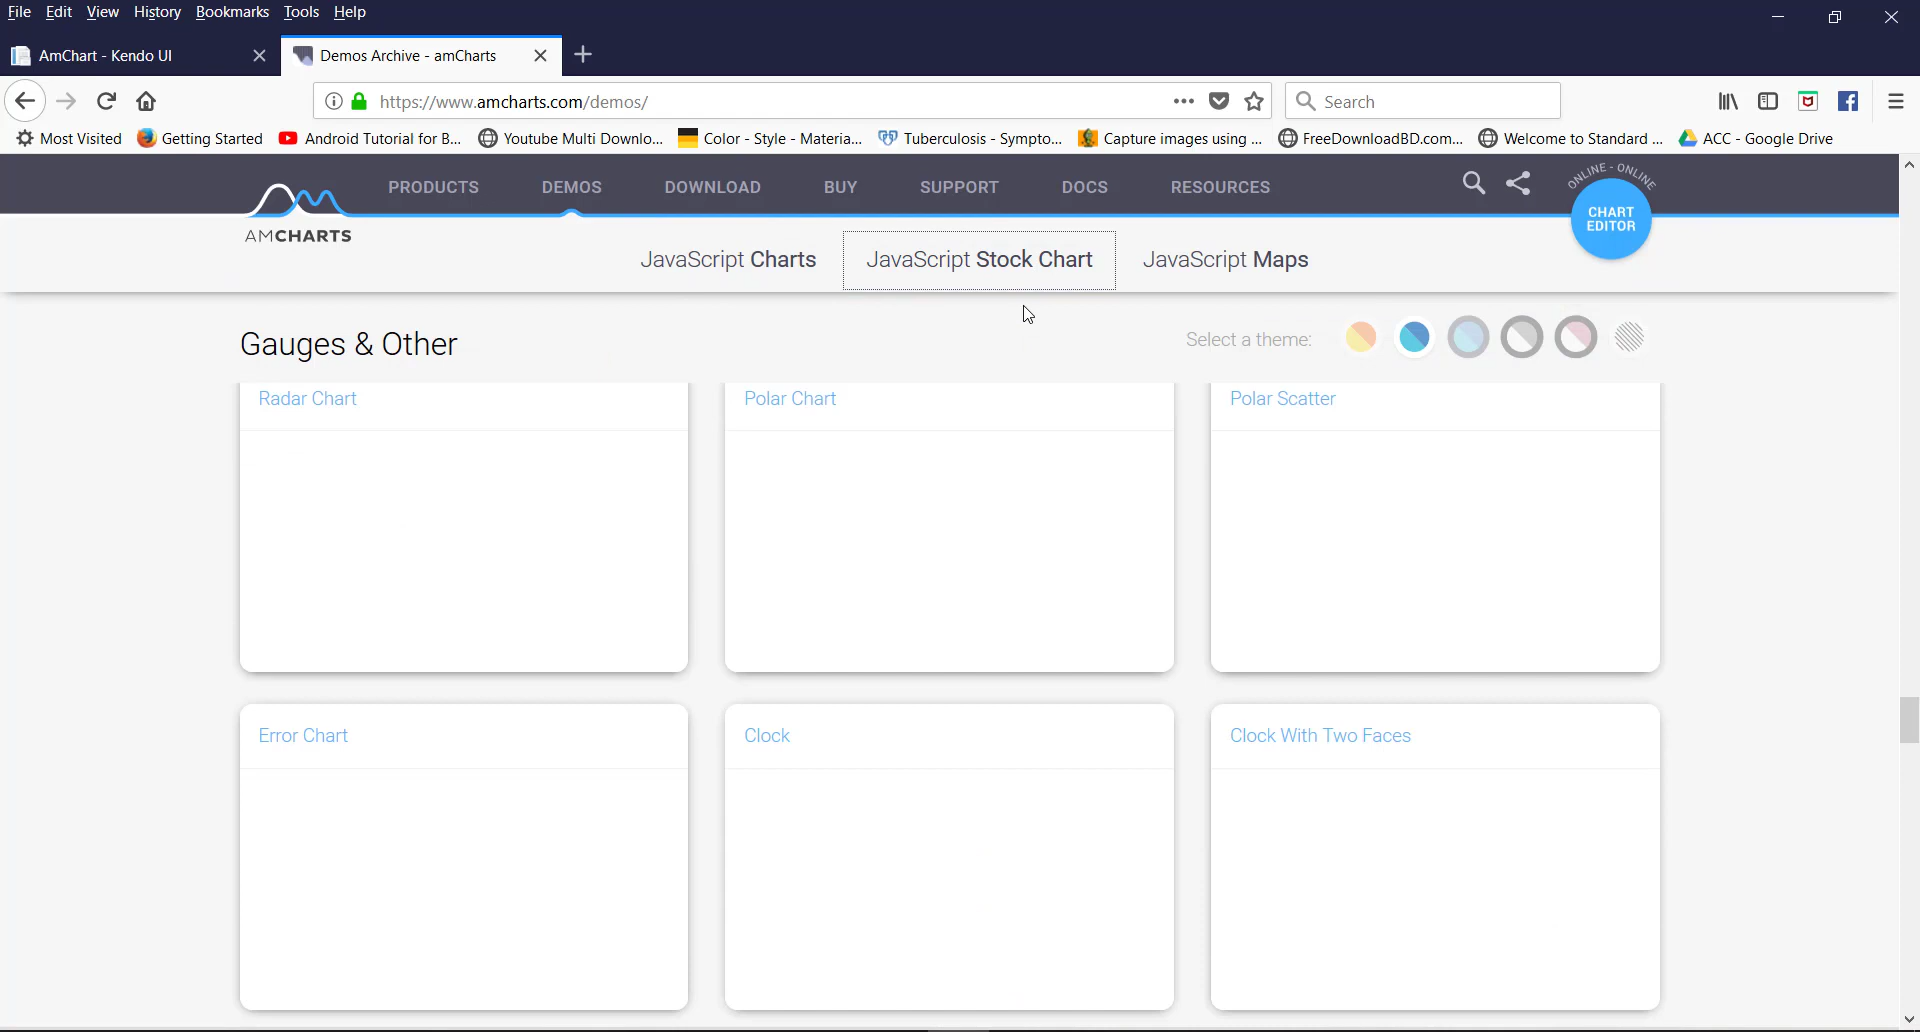 File Edit View History Bookmarks Tools Help
AmChart - Kendo UI
Demos Archive - amCharts
https://www.amcharts.com/demos/
Search
Most Visited
Getting Started
Android Tutorial for B...
Youtube Multi Downlo...
Color - Style - Materia...
Tuberculosis - Sympto...
Capture images using ...
FreeDownloadBD.com...
Welcome to Standard ...
ACC - Google Drive
AMCHARTS
PRODUCTS
DEMOS
DOWNLOAD
BUY
SUPPORT
DOCS
RESOURCES
ONLINE - ONLINE
CHART
EDITOR
JavaScript Charts
JavaScript Stock Chart
JavaScript Maps
Gauges & Other
Select a theme:
Radar Chart
Polar Chart
Polar Scatter
Error Chart
Clock
Clock With Two Faces